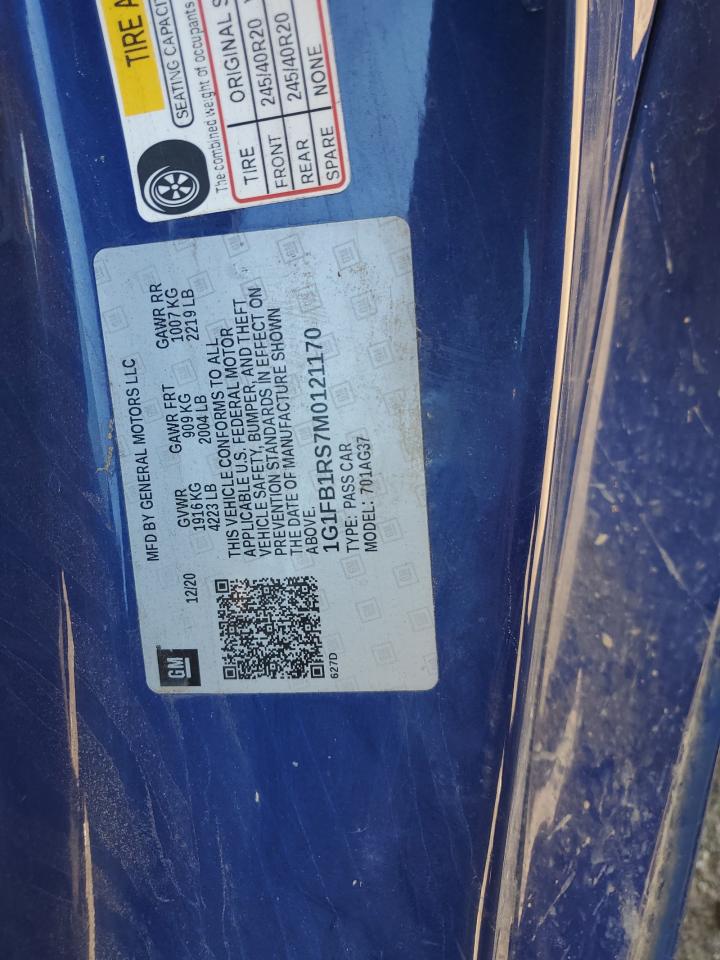 TIRE A
SEATING CAPACI
The combined weight of occupants
TIRE ORIGINAL S
FRONT 245/40R20
REAR 245/40R20
SPARE NONE
GM
MFD BY GENERAL MOTORS LLC
12/20
GVWR GAWR FRT GAWR RR
1916 KG 909 KG 1007 KG
4223 LB 2004 LB 2219 LB
THIS VEHICLE CONFORMS TO ALL
APPLICABLE U.S. FEDERAL MOTOR
VEHICLE SAFETY, BUMPER, AND THEFT
PREVENTION STANDARDS IN EFFECT ON
THE DATE OF MANUFACTURE SHOWN
ABOVE.
1G1FB1RS7M0121170
TYPE: PASS CAR
MODEL: 701AG37
627D